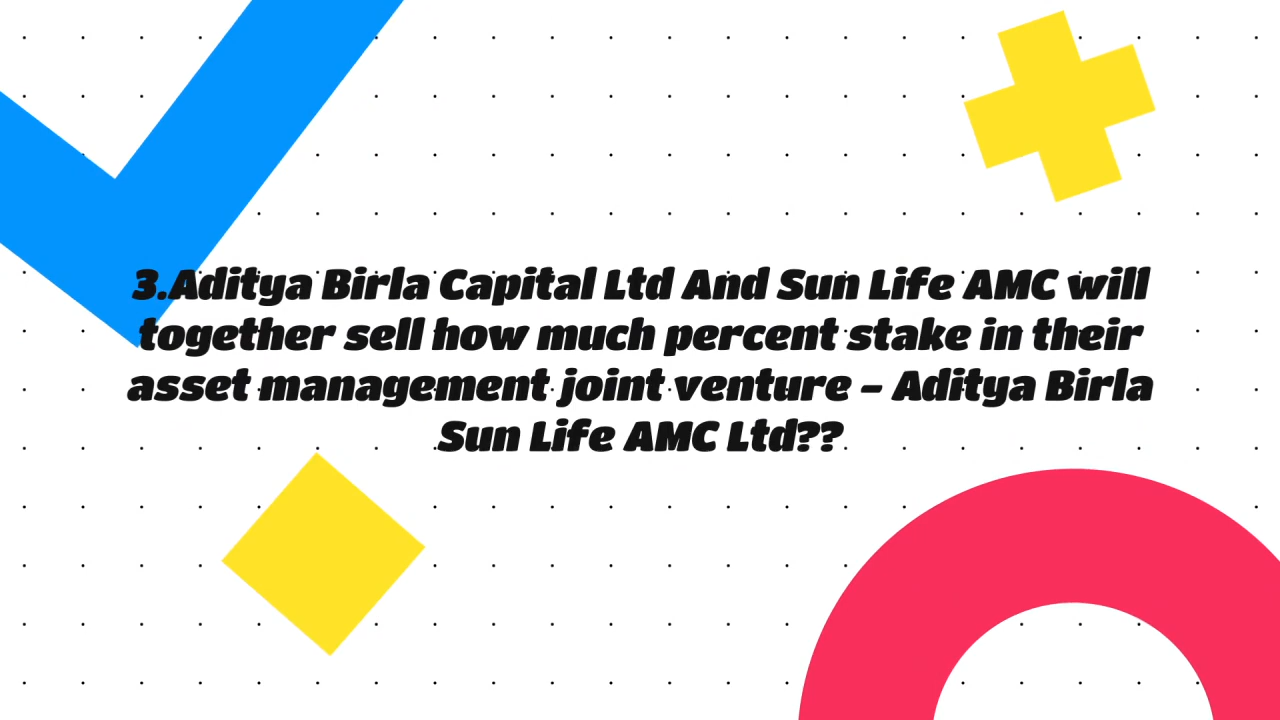 3.Aditya Birla Capital Ltd And Sun Life AMC will
together sell how much percent stake in their
asset management joint venture - Aditya Birla
Sun Life AMC Ltd??